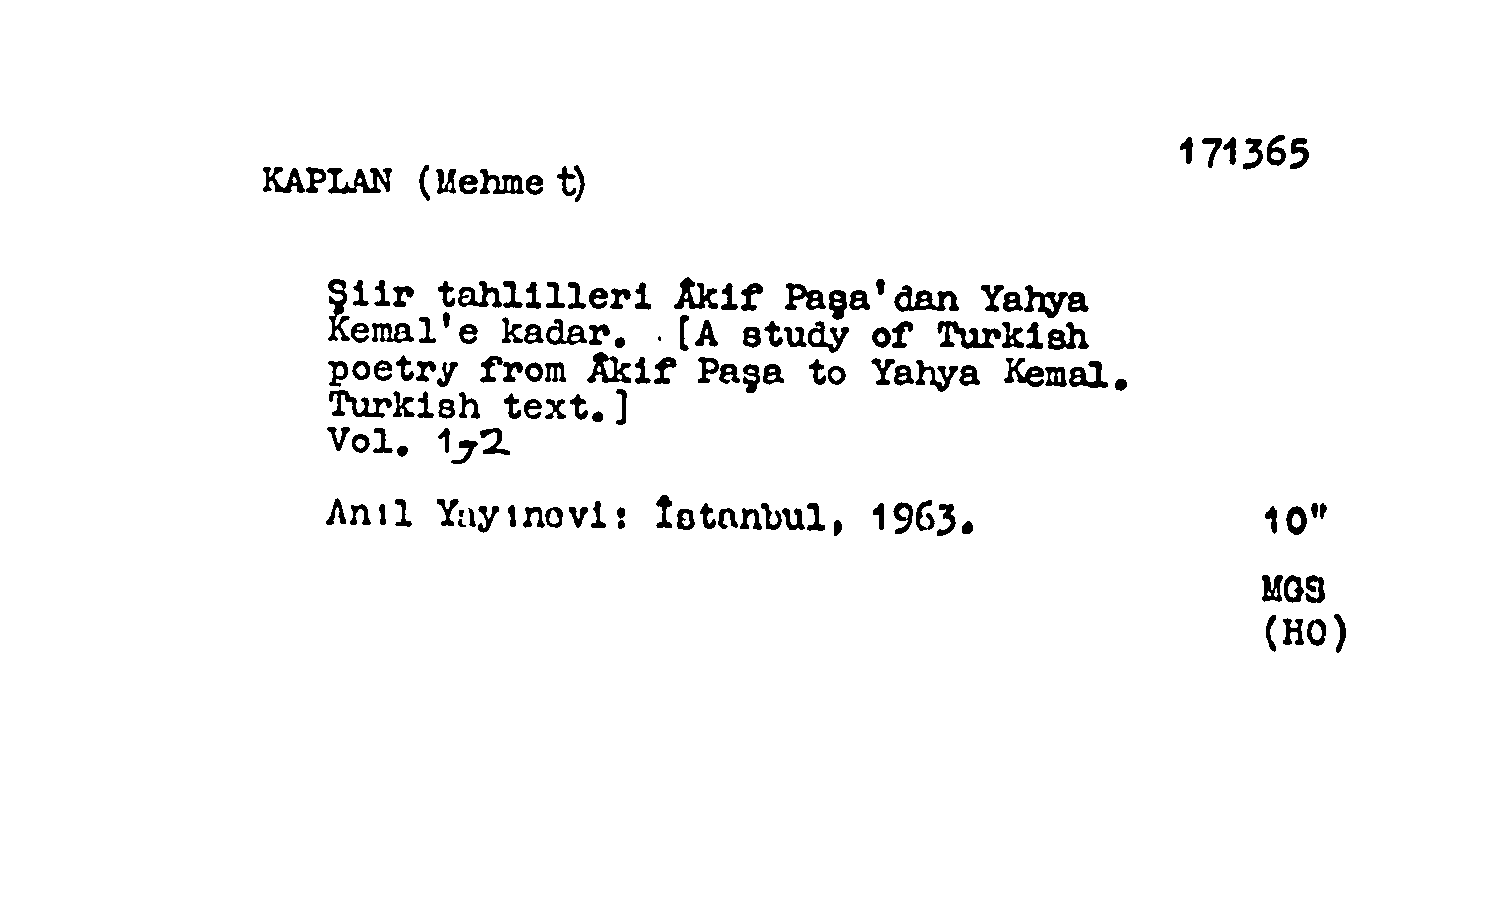 171365
KAPLAN (Mehmet)
Şiir tahlilleri Âkif Paşa'dan Yahya
Kemal'e kadar. [A study of Turkish
poetry from Âkif Paşa to Yahya Kemal.
Turkish text.]
Vol. 1,2
Anıl Yayınevi: İstanbul, 1963. 10"
MGS
(HO)